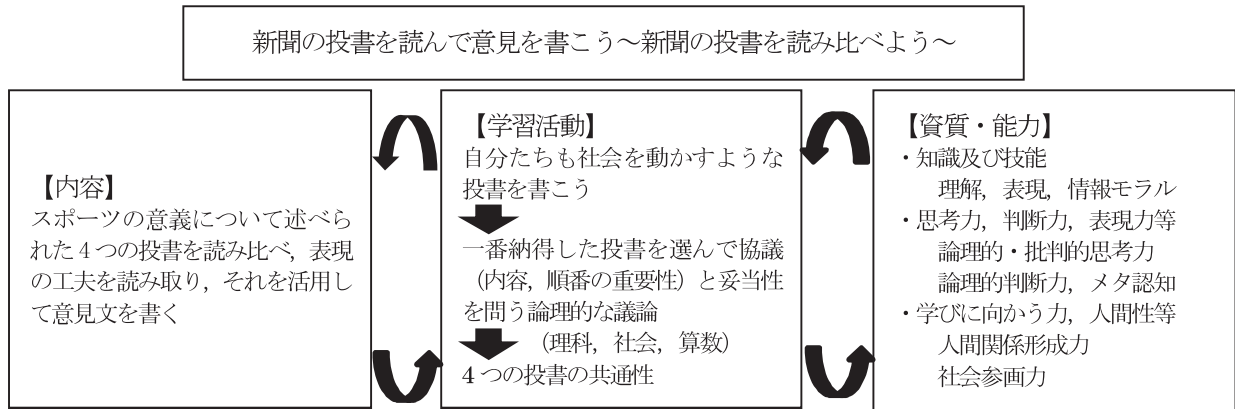 新聞の投書を読んで意見を書こう～新聞の投書を読み比べよう～
【内容】
スポーツの意義について述べら
れた４つの投書を読み比べ，表現
の工夫を読み取り，それを活用し
て意見文を書く
【学習活動】
自分たちも社会を動かすような
投書を書こう
一番納得した投書を選んで協議
（内容，順番の重要性）と妥当性
を問う論理的な議論
（理科，社会，算数）
４つの投書の共通性
【資質・能力】
・知識及び技能
理解，表現，情報モラル
・思考力，判断力，表現力等
論理的・批判的思考力
論理的判断力，メタ認知
・学びに向かう力，人間性等
人間関係形成力
社会参画力